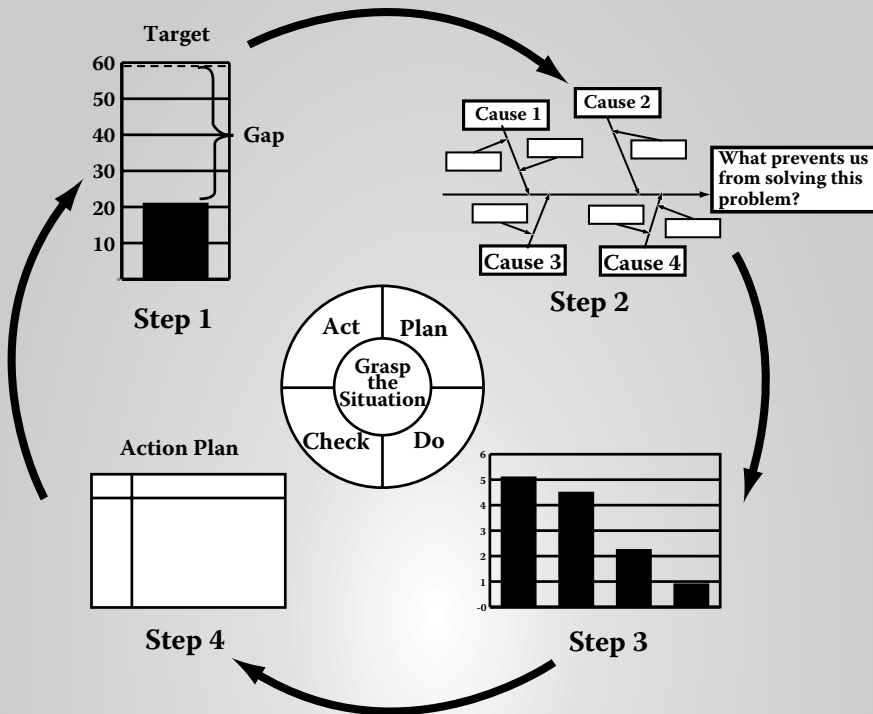 Target
60
50
40
30
20
10
Gap
Step 1
Cause 1
Cause 2
What prevents us
from solving this
problem?
Cause 3
Cause 4
Step 2
Act
Plan
Grasp
the
Situation
Check
Do
6
5
4
3
2
1
-0
Step 3
Action Plan
Step 4